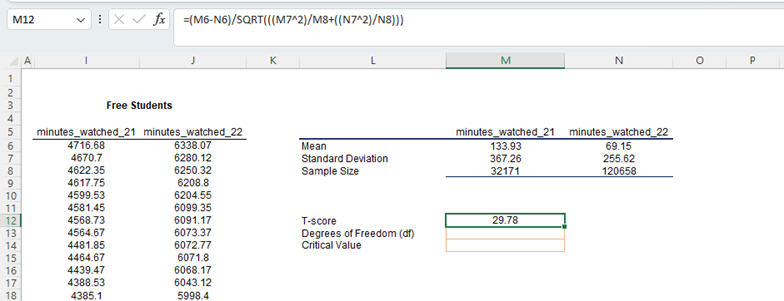 M12 fx =(M6-N6)/SQRT(((M7^2)/M8+((N7^2)/N8)))
A I J K L M N O P
1
2
3 Free Students
4
5 minutes_watched_21 minutes_watched_22 minutes_watched_21 minutes_watched_22
6 4716.68 6338.07 Mean 133.93 69.15
7 4670.7 6280.12 Standard Deviation 367.26 255.62
8 4622.35 6250.32 Sample Size 32171 120658
9 4617.75 6208.8
10 4599.53 6204.55
11 4581.45 6099.35
12 4568.73 6091.17 T-score 29.78
13 4564.67 6073.37 Degrees of Freedom (df)
14 4481.85 6072.77 Critical Value
15 4464.67 6071.8
16 4439.47 6068.17
17 4388.53 6043.12
18 4385.1 5998.4